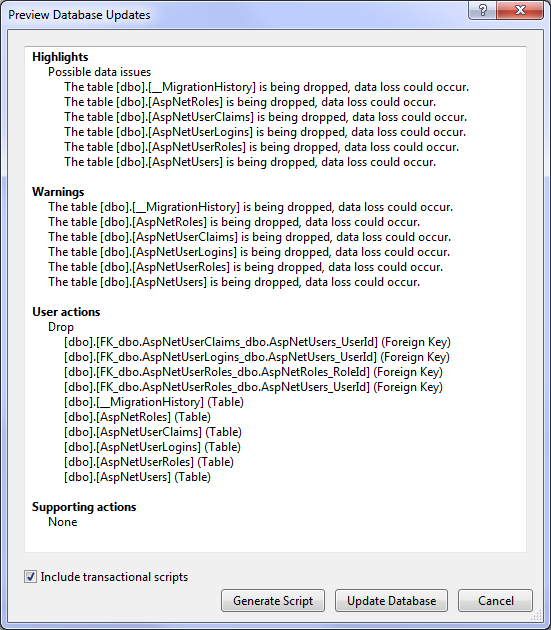 Preview Database Updates
Highlights
Possible data issues
The table [dbo].[__MigrationHistory] is being dropped, data loss could occur.
The table [dbo].[AspNetRoles] is being dropped, data loss could occur.
The table [dbo].[AspNetUserClaims] is being dropped, data loss could occur.
The table [dbo].[AspNetUserLogins] is being dropped, data loss could occur.
The table [dbo].[AspNetUserRoles] is being dropped, data loss could occur.
The table [dbo].[AspNetUsers] is being dropped, data loss could occur.
Warnings
The table [dbo].[__MigrationHistory] is being dropped, data loss could occur.
The table [dbo].[AspNetRoles] is being dropped, data loss could occur.
The table [dbo].[AspNetUserClaims] is being dropped, data loss could occur.
The table [dbo].[AspNetUserLogins] is being dropped, data loss could occur.
The table [dbo].[AspNetUserRoles] is being dropped, data loss could occur.
The table [dbo].[AspNetUsers] is being dropped, data loss could occur.
User actions
Drop
[dbo].[FK_dbo.AspNetUserClaims_dbo.AspNetUsers_UserId] (Foreign Key)
[dbo].[FK_dbo.AspNetUserLogins_dbo.AspNetUsers_UserId] (Foreign Key)
[dbo].[FK_dbo.AspNetUserRoles_dbo.AspNetRoles_RoleId] (Foreign Key)
[dbo].[FK_dbo.AspNetUserRoles_dbo.AspNetUsers_UserId] (Foreign Key)
[dbo].[__MigrationHistory] (Table)
[dbo].[AspNetRoles] (Table)
[dbo].[AspNetUserClaims] (Table)
[dbo].[AspNetUserLogins] (Table)
[dbo].[AspNetUserRoles] (Table)
[dbo].[AspNetUsers] (Table)
Supporting actions
None
Include transactional scripts
Generate Script Update Database Cancel